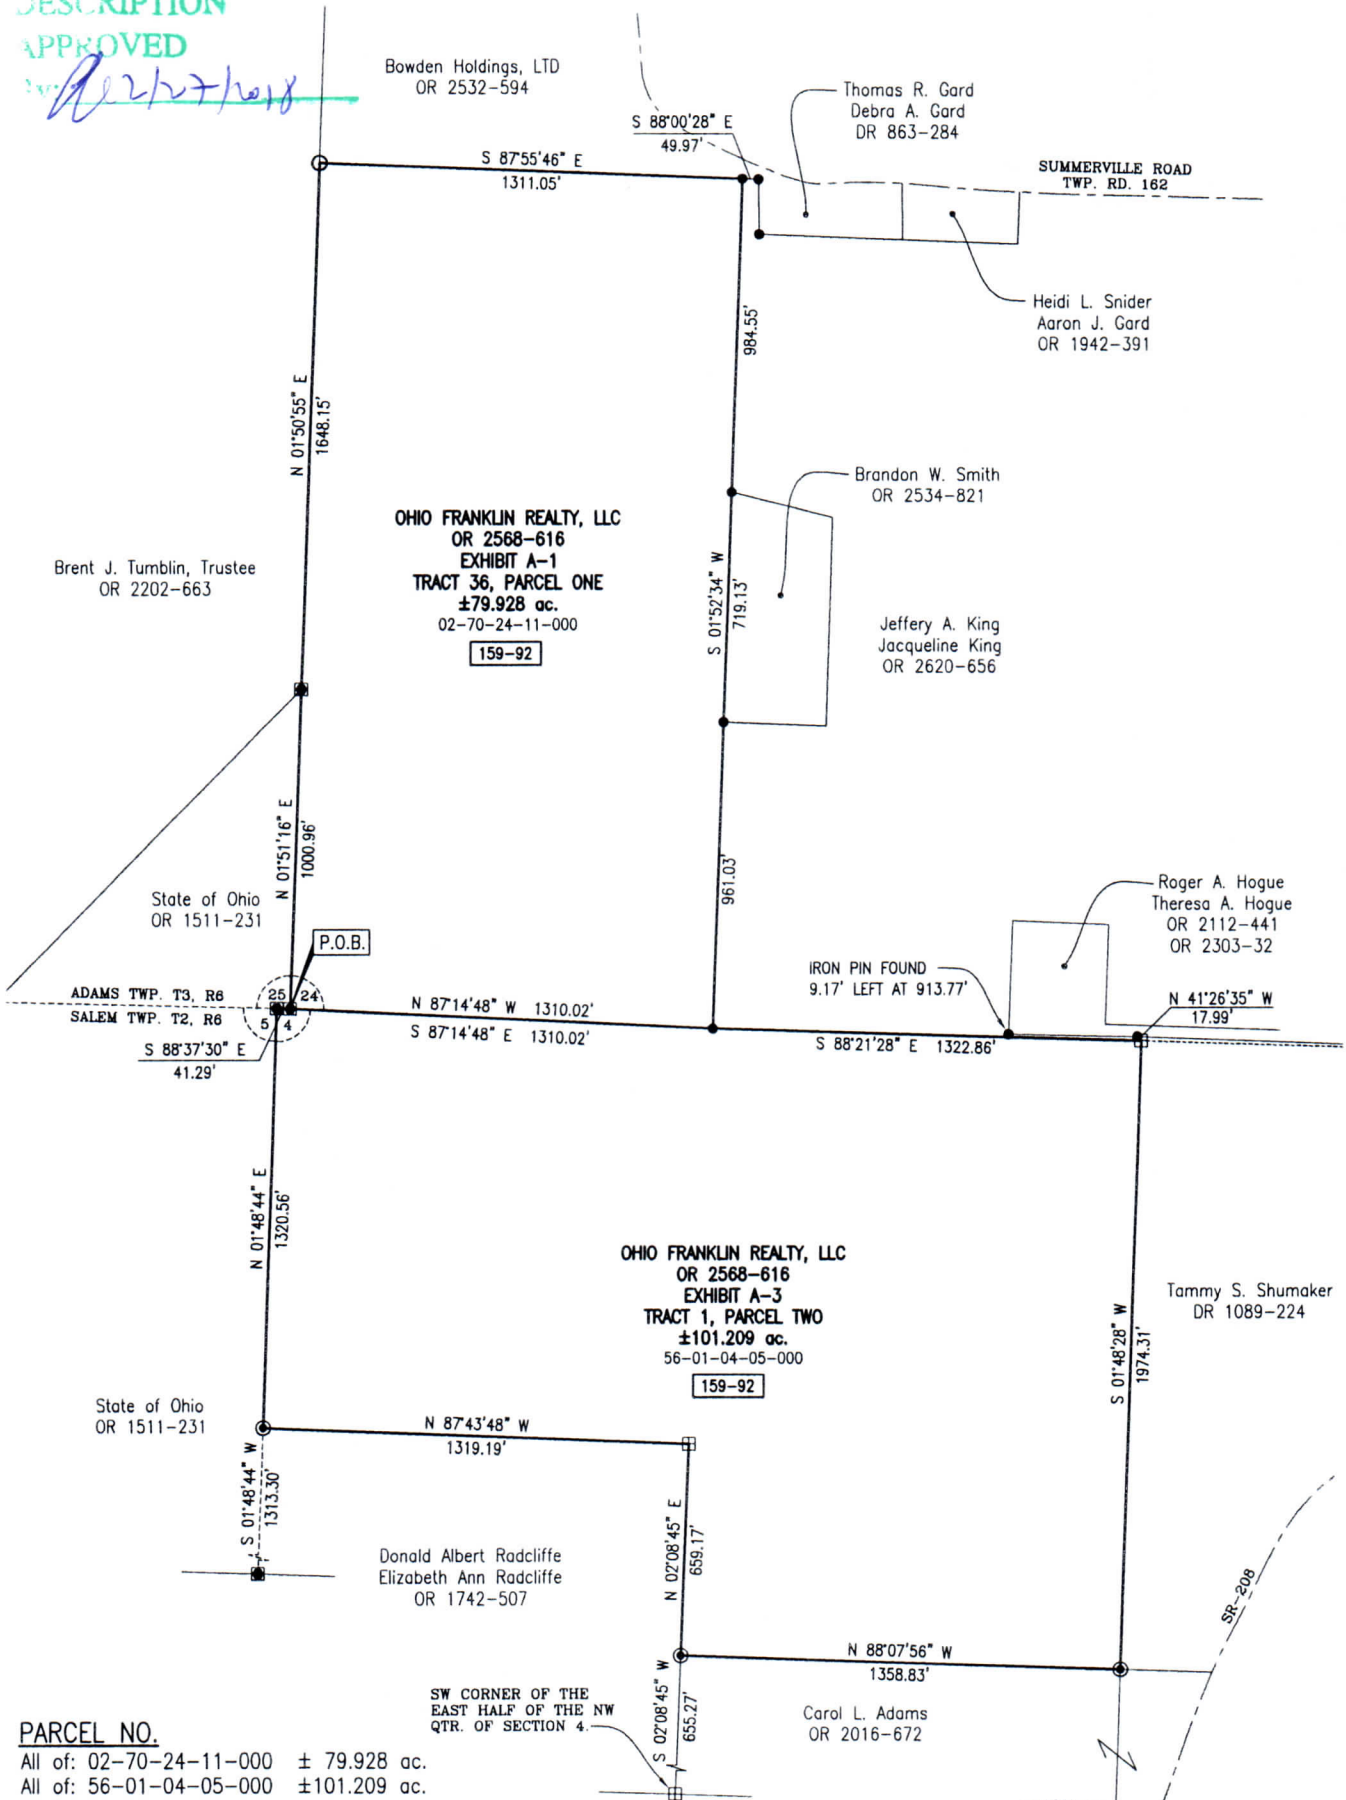 DESCRIPTION
APPROVED
2/27/2018
Bowden Holdings, LTD
OR 2532-594
Thomas R. Gard
Debra A. Gard
DR 863-284
S 88°00'28" E
49.97'
S 87°55'46" E
1311.05'
SUMMERVILLE ROAD
TWP. RD. 162
Heidi L. Snider
Aaron J. Gard
OR 1942-391
984.55'
N 01°50'55" E
1648.15'
Brandon W. Smith
OR 2534-821
OHIO FRANKLIN REALTY, LLC
OR 2568-616
EXHIBIT A-1
TRACT 36, PARCEL ONE
±79.928 ac.
02-70-24-11-000
159-92
Brent J. Tumblin, Trustee
OR 2202-663
S 01°52'34" W
719.13'
Jeffery A. King
Jacqueline King
OR 2620-656
N 01°51'16" E
1000.96'
961.03'
State of Ohio
OR 1511-231
P.O.B.
Roger A. Hogue
Theresa A. Hogue
OR 2112-441
OR 2303-32
IRON PIN FOUND
9.17' LEFT AT 913.77'
ADAMS TWP. T3, R6
SALEM TWP. T2, R6
25 24
5 4
N 87°14'48" W 1310.02'
S 87°14'48" E 1310.02'
N 41°26'35" W
17.99'
S 88°21'28" E 1322.86'
S 88°37'30" E
41.29'
N 01°48'44" E
1320.56'
OHIO FRANKLIN REALTY, LLC
OR 2568-616
EXHIBIT A-3
TRACT 1, PARCEL TWO
±101.209 ac.
56-01-04-05-000
159-92
Tammy S. Shumaker
DR 1089-224
S 01°48'28" W
1974.31'
State of Ohio
OR 1511-231
N 87°43'48" W
1319.19'
S 01°48'44" W
1313.30'
N 02°08'45" E
659.17'
Donald Albert Radcliffe
Elizabeth Ann Radcliffe
OR 1742-507
SR-208
N 88°07'56" W
1358.83'
S 02°08'45" W
655.27'
SW CORNER OF THE
EAST HALF OF THE NW
QTR. OF SECTION 4.
Carol L. Adams
OR 2016-672
PARCEL NO.
All of: 02-70-24-11-000 ± 79.928 ac.
All of: 56-01-04-05-000 ±101.209 ac.